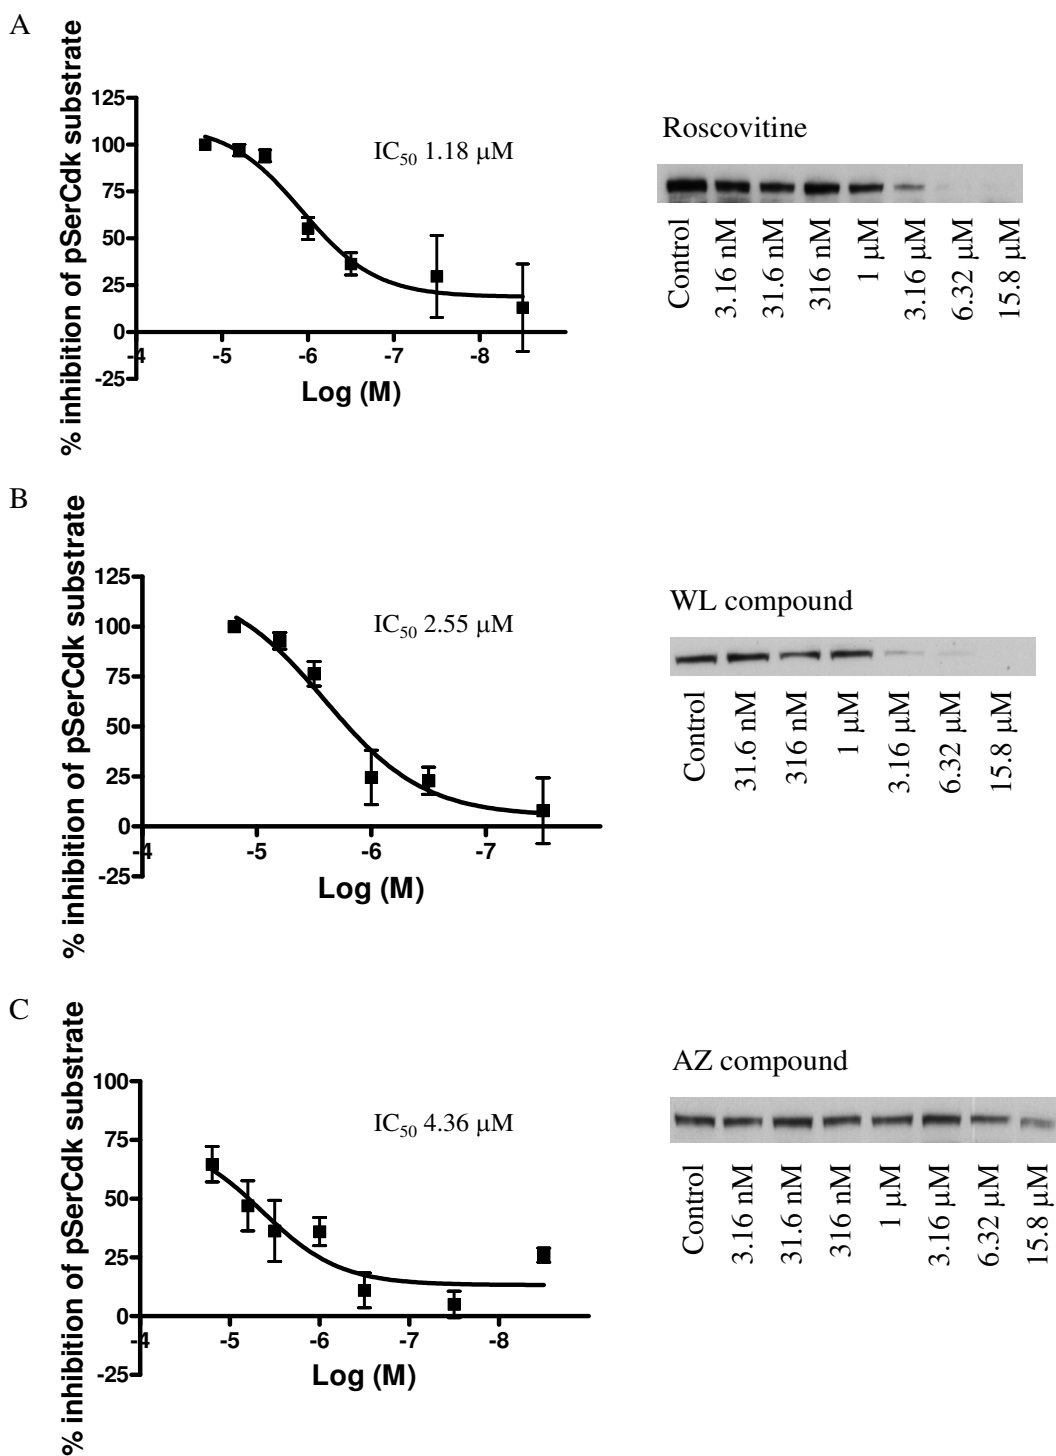 A
% inhibition of pSerCdk substrate
125
100
75
50
25
0
-25
-4
-5
-6
-7
-8
Log (M)
IC50 1.18 µM
Roscovitine
Control
3.16 nM
31.6 nM
316 nM
1 µM
3.16 µM
6.32 µM
15.8 µM
B
% inhibition of pSerCdk substrate
125
100
75
50
25
0
-25
-4
-5
-6
-7
Log (M)
IC50 2.55 µM
WL compound
Control
31.6 nM
316 nM
1 µM
3.16 µM
6.32 µM
15.8 µM
C
% inhibition of pSerCdk substrate
100
75
50
25
0
-25
-4
-5
-6
-7
-8
Log (M)
IC50 4.36 µM
AZ compound
Control
3.16 nM
31.6 nM
316 nM
1 µM
3.16 µM
6.32 µM
15.8 µM